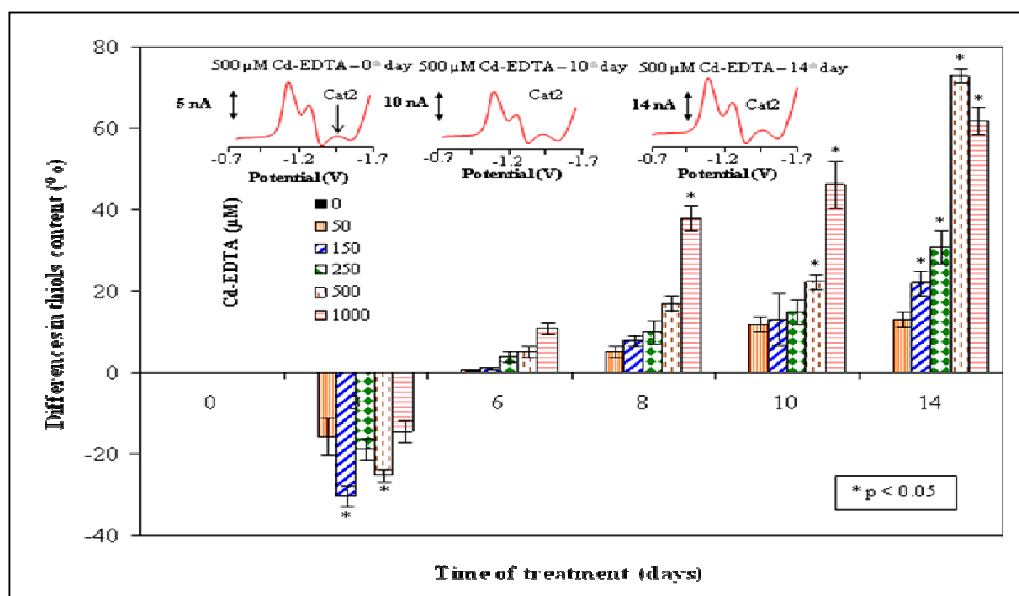 80
60
40
20
0
-20
-40
Differences in thiols content (%)
500 µM Cd-EDTA – 0th day
5 nA
Cat2
-0.7 -1.2 -1.7
Potential (V)
500 µM Cd-EDTA – 10th day
10 nA
Cat2
-0.7 -1.2 -1.7
Potential (V)
500 µM Cd-EDTA – 14th day
14 nA
Cat2
-0.7 -1.2 -1.7
Potential (V)
Cd-EDTA (µM)
0
50
150
250
500
1000
* * * * * * * * *
* *
0 6 8 10 14
* p < 0.05
Time of treatment (days)